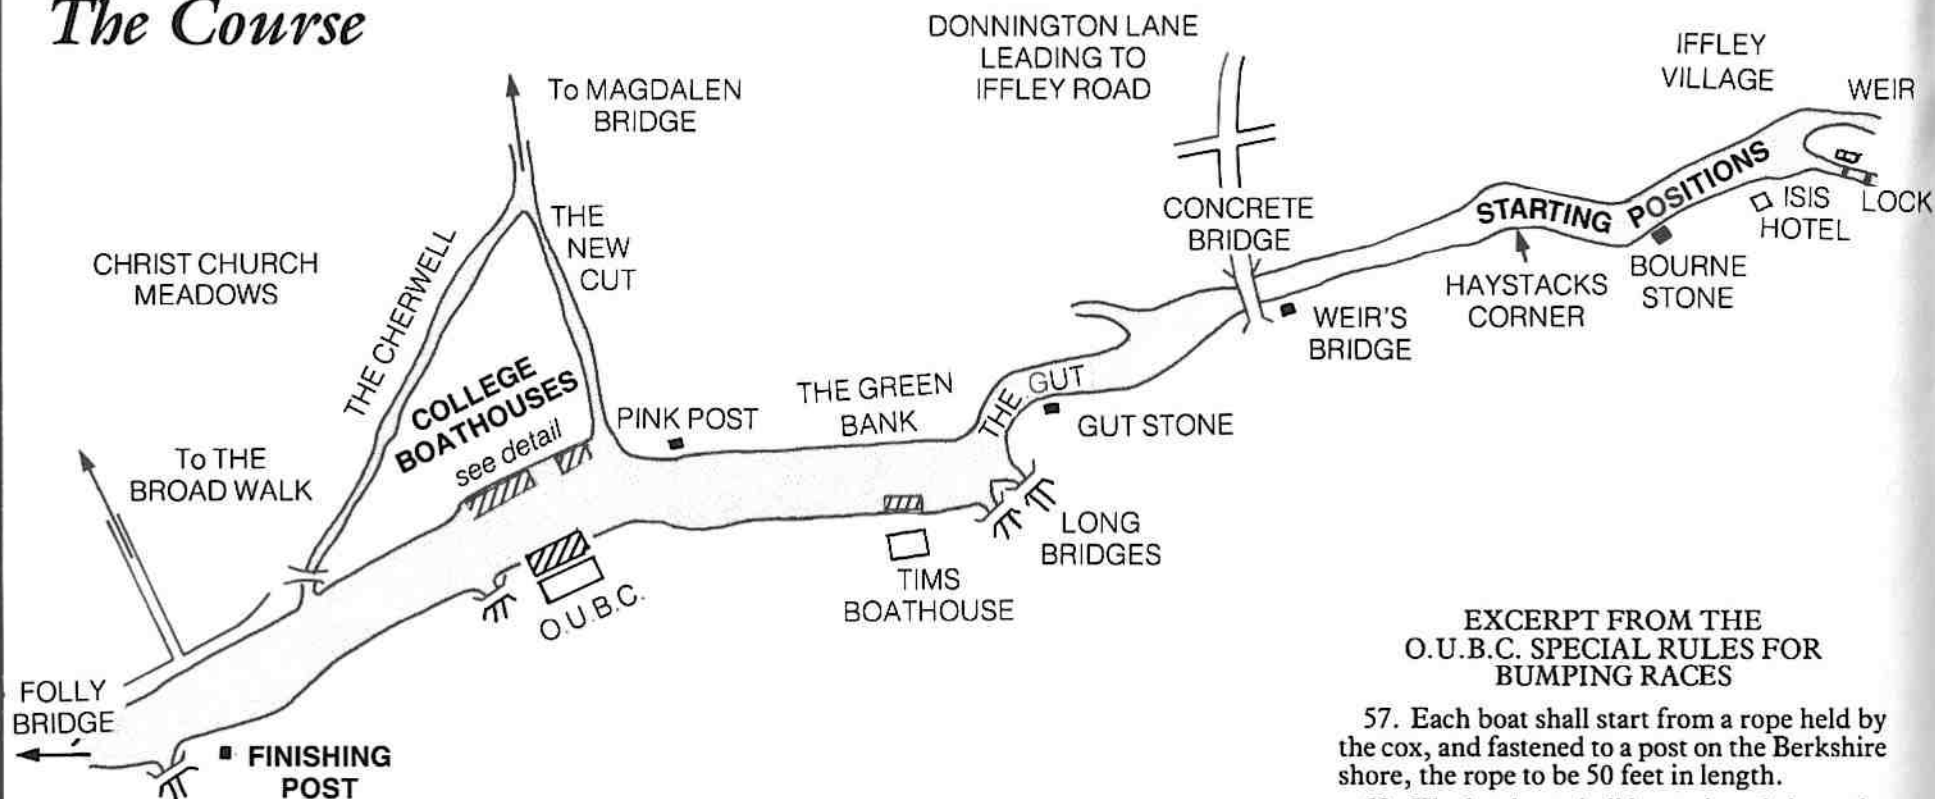 The Course
DONNINGTON LANE
LEADING TO
IFFLEY ROAD
IFFLEY
VILLAGE
WEIR
To MAGDALEN
BRIDGE
THE
NEW
CUT
CONCRETE
BRIDGE
STARTING POSITIONS
ISIS
HOTEL
LOCK
CHRIST CHURCH
MEADOWS
THE CHERWELL
HAYSTACKS
CORNER
BOURNE
STONE
WEIR'S
BRIDGE
COLLEGE
BOATHOUSES
see detail
PINK POST
THE GREEN
BANK
THE GUT
GUT STONE
To THE
BROAD WALK
LONG
BRIDGES
O.U.B.C.
TIMS
BOATHOUSE
FOLLY
BRIDGE
FINISHING
POST
EXCERPT FROM THE
O.U.B.C. SPECIAL RULES FOR
BUMPING RACES
57. Each boat shall start from a rope held by
the cox, and fastened to a post on the Berkshire
shore, the rope to be 50 feet in length.